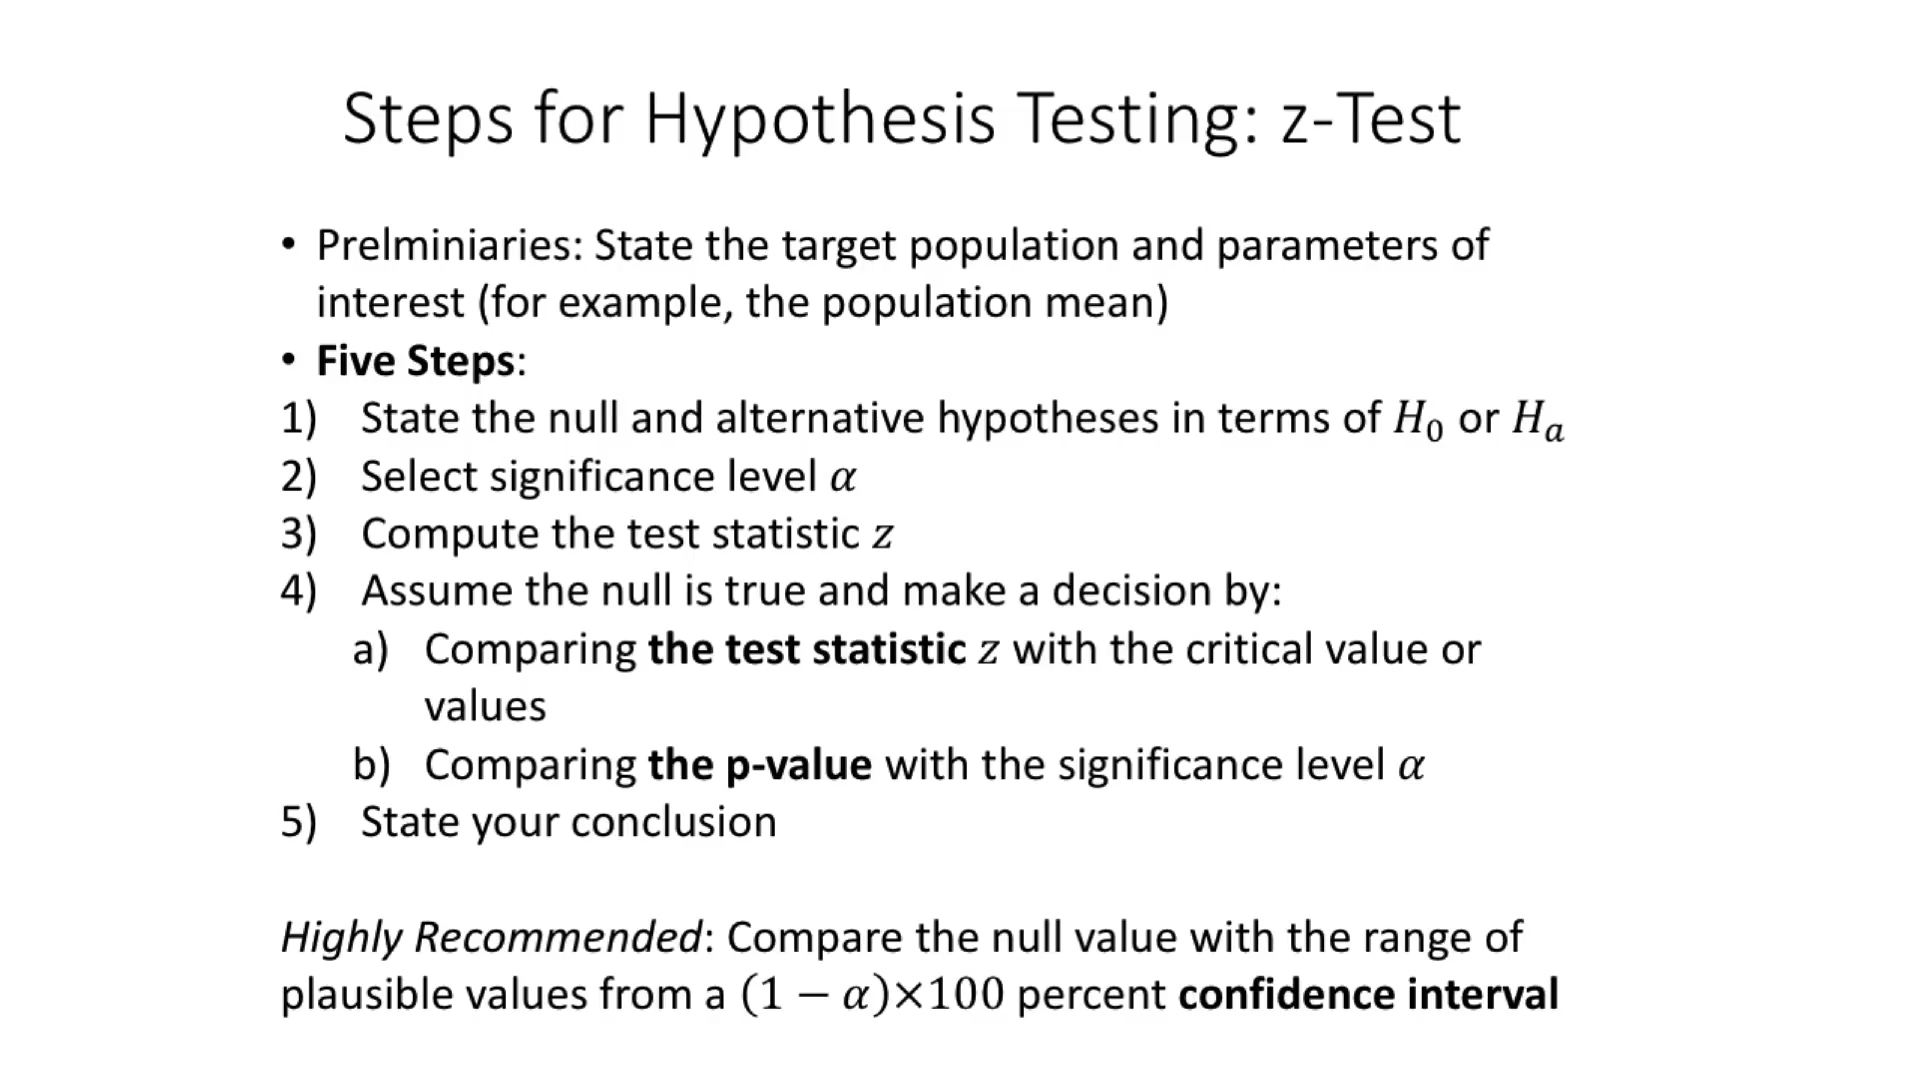 Steps for Hypothesis Testing: z-Test
• Prelminiaries: State the target population and parameters of
interest (for example, the population mean)
• Five Steps:
1) State the null and alternative hypotheses in terms of H₀ or Hₐ
2) Select significance level α
3) Compute the test statistic z
4) Assume the null is true and make a decision by:
a) Comparing the test statistic z with the critical value or
values
b) Comparing the p-value with the significance level α
5) State your conclusion
Highly Recommended: Compare the null value with the range of
plausible values from a (1 − α)×100 percent confidence interval